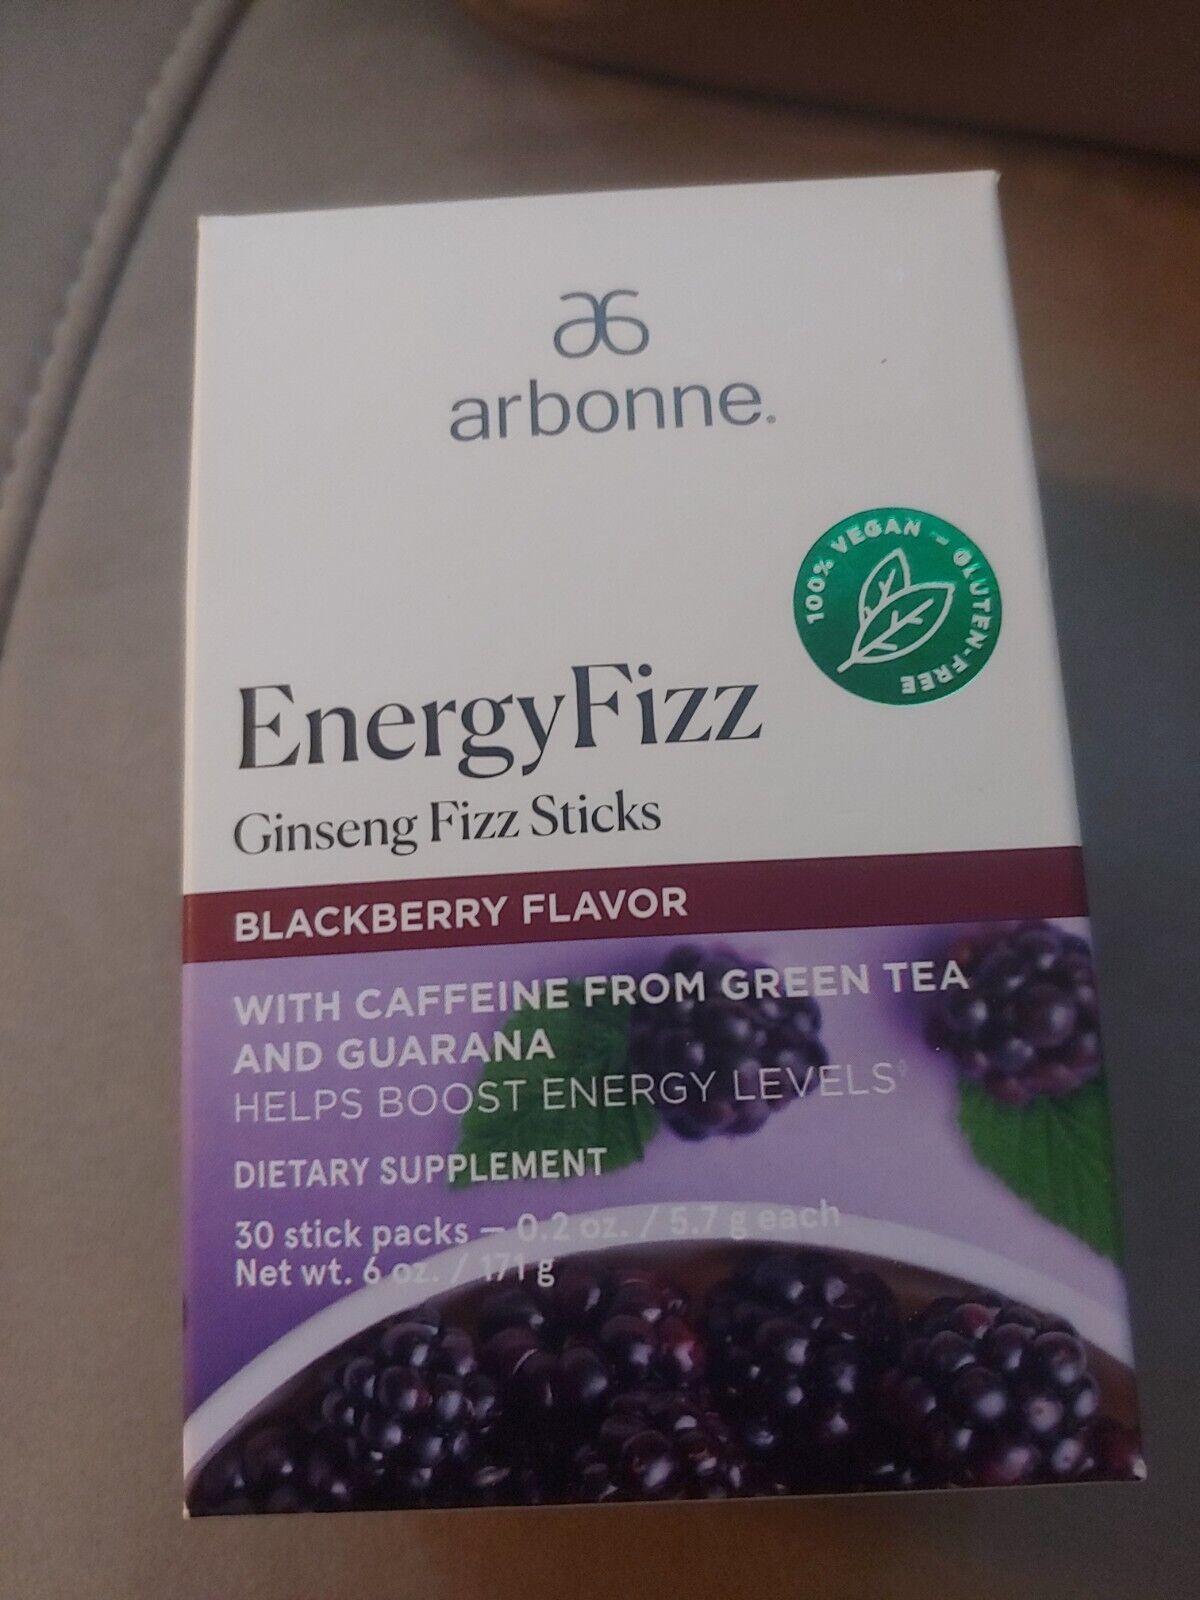 arbonne®
100% VEGAN – GLUTEN-FREE
EnergyFizz
Ginseng Fizz Sticks
BLACKBERRY FLAVOR
WITH CAFFEINE FROM GREEN TEA
AND GUARANA
HELPS BOOST ENERGY LEVELS◊
DIETARY SUPPLEMENT
30 stick packs – 0.2 oz. / 5.7 g each
Net wt. 6 oz. / 171 g